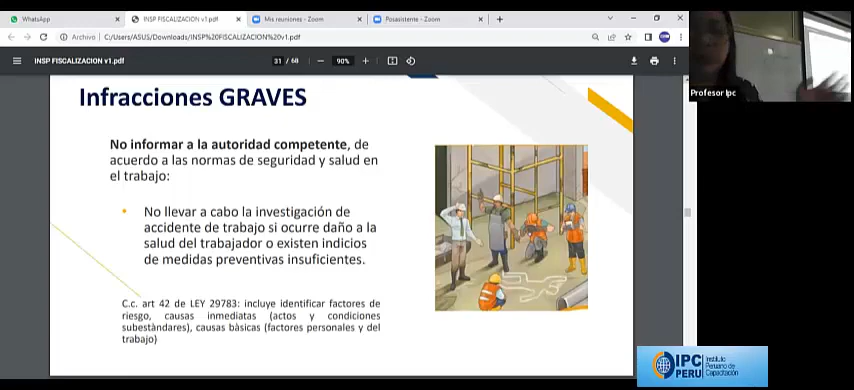 WhatsApp
INSP FISCALIZACION v1.pdf
Mis reuniones - Zoom
Posasistente - Zoom
Archivo
C:/Users/ASUS/Downloads/INSP%20FISCALIZACION%20v1.pdf
INSP FISCALIZACION v1.pdf
31 / 68
90%
Profesor Ipc
Infracciones GRAVES
No informar a la autoridad competente, de
acuerdo a las normas de seguridad y salud en
el trabajo:
• No llevar a cabo la investigación de
accidente de trabajo si ocurre daño a la
salud del trabajador o existen indicios
de medidas preventivas insuficientes.
C.c. art 42 de LEY 29783: incluye identificar factores de
riesgo, causas inmediatas (actos y condiciones
subestàndares), causas bàsicas (factores personales y del
trabajo)
IPC
PERU
Instituto
Peruano de
Capacitación